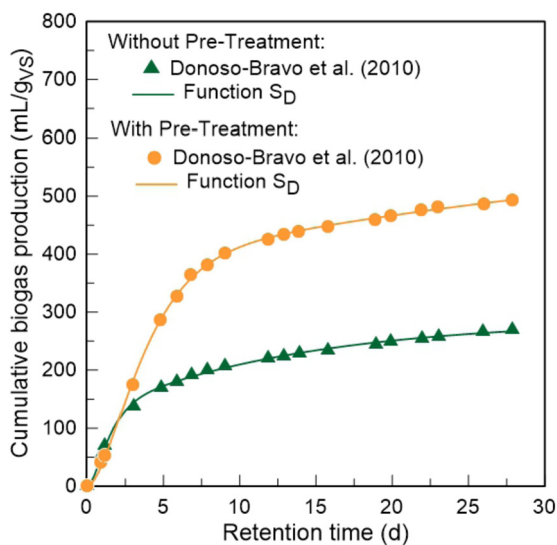 Cumulative biogas production (mL/gVS)
800
700
600
500
400
300
200
100
0
Without Pre-Treatment:
Donoso-Bravo et al. (2010)
Function SD
With Pre-Treatment:
Donoso-Bravo et al. (2010)
Function SD
0 5 10 15 20 25 30
Retention time (d)